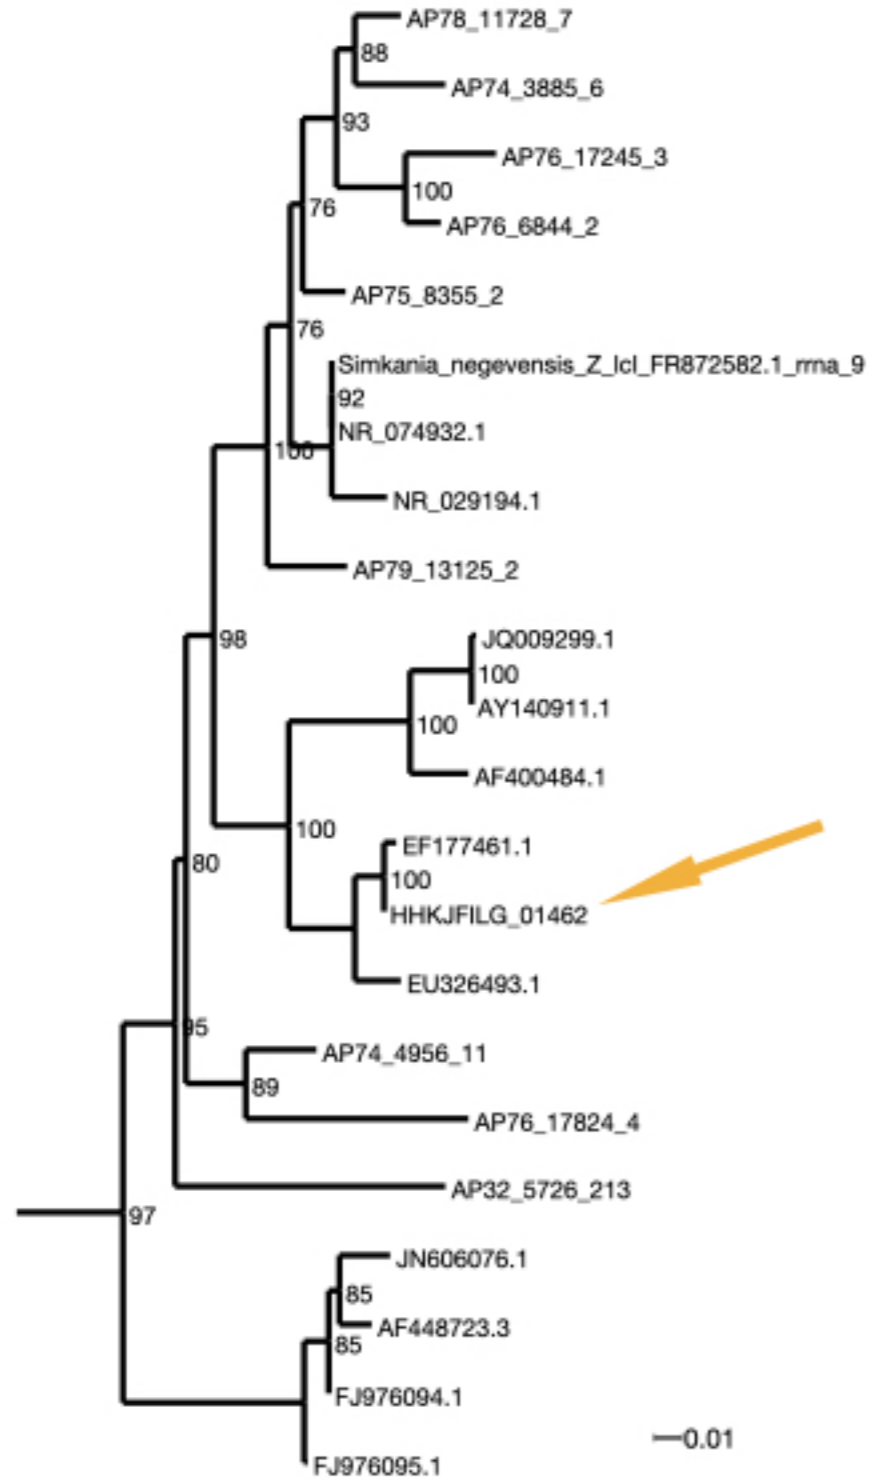 AP78_11728_7
88
AP74_3885_6
93
AP76_17245_3
100
AP76_6844_2
76
AP75_8355_2
76
Simkania_negevensis_Z_lcl_FR872582.1_rrna_9
92
NR_074932.1
100
NR_029194.1
AP79_13125_2
98
JQ009299.1
100
AY140911.1
100
AF400484.1
100
EF177461.1
80
100
HHKJFILG_01462
EU326493.1
95
AP74_4956_11
89
AP76_17824_4
AP32_5726_213
97
JN606076.1
85
AF448723.3
85
FJ976094.1
0.01
FJ976095.1